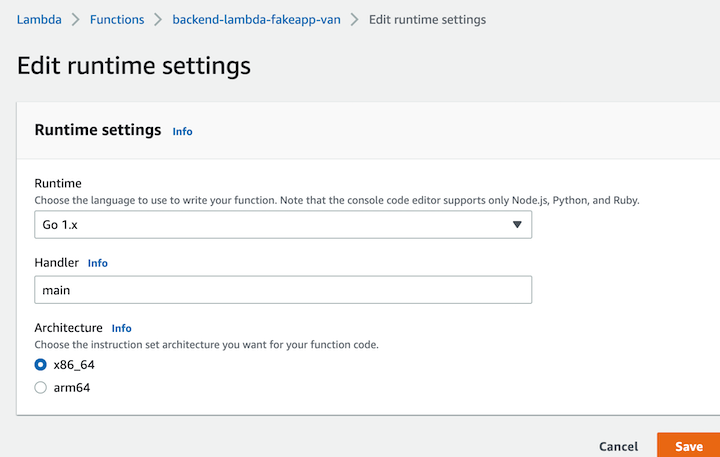 Lambda > Functions > backend-lambda-fakeapp-van > Edit runtime settings
Edit runtime settings
Runtime settings Info
Runtime
Choose the language to use to write your function. Note that the console code editor supports only Node.js, Python, and Ruby.
Go 1.x
Handler Info
main
Architecture Info
Choose the instruction set architecture you want for your function code.
x86_64
arm64
Cancel Save